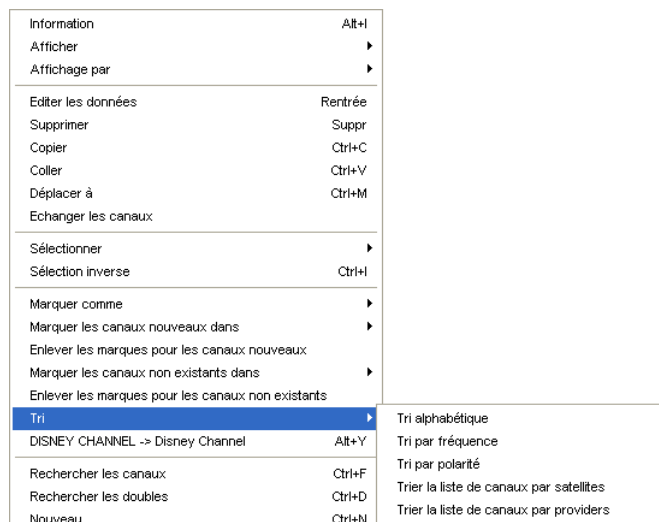 Information Alt+I
Afficher
Affichage par
Editer les données Rentrée
Supprimer Suppr
Copier Ctrl+C
Coller Ctrl+V
Déplacer à Ctrl+M
Echanger les canaux
Sélectionner
Sélection inverse Ctrl+I
Marquer comme
Marquer les canaux nouveaux dans
Enlever les marques pour les canaux nouveaux
Marquer les canaux non existants dans
Enlever les marques pour les canaux non existants
Tri
DISNEY CHANNEL -> Disney Channel Alt+Y
Rechercher les canaux Ctrl+F
Rechercher les doubles Ctrl+D
Nouveau Ctrl+N
Tri alphabétique
Tri par fréquence
Tri par polarité
Trier la liste de canaux par satellites
Trier la liste de canaux par providers